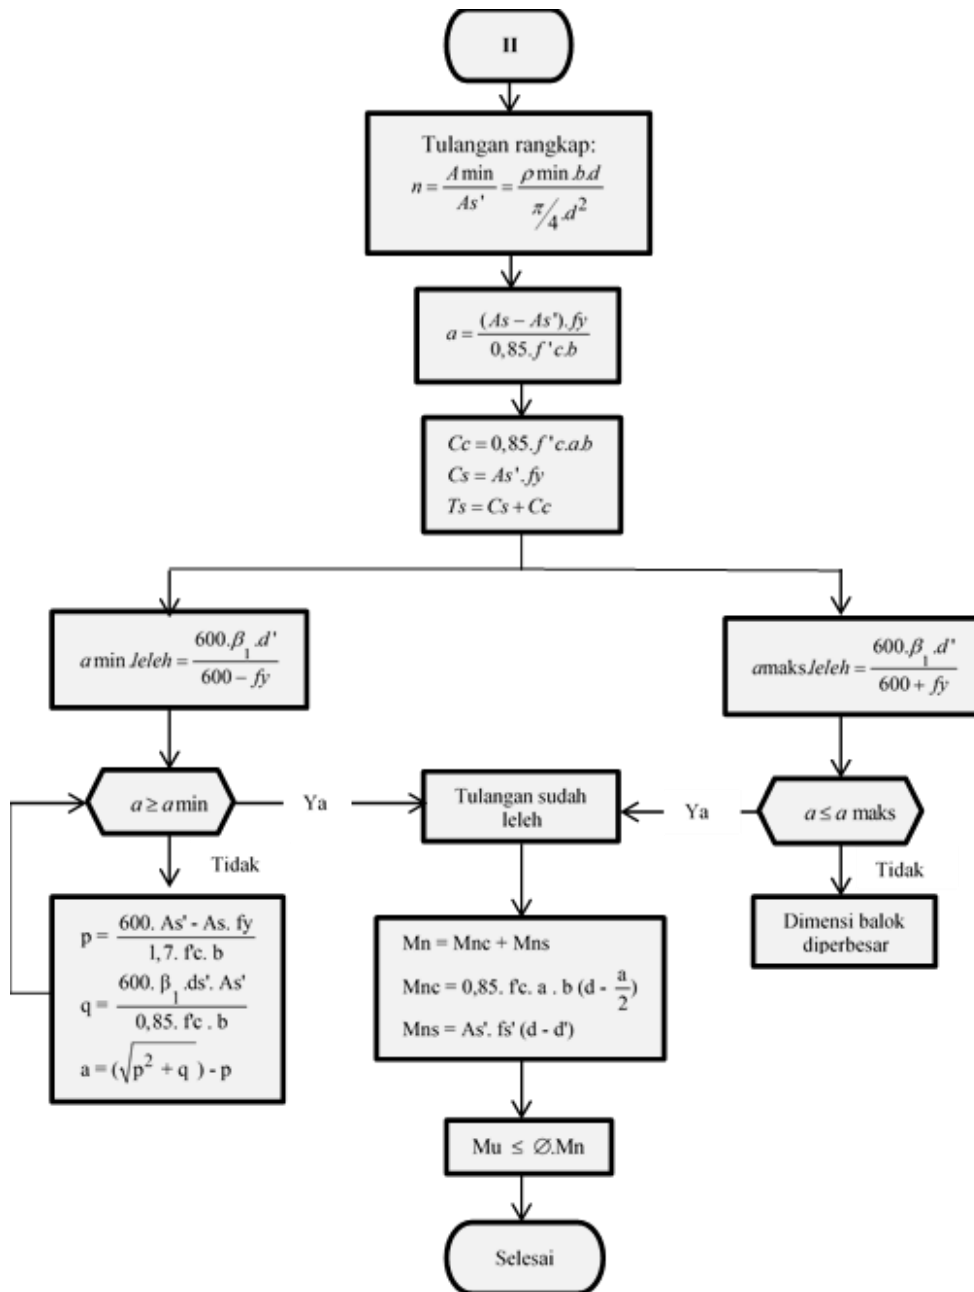 II
Tulangan rangkap:
n = A min / As' = ρ min .b.d / π/4 .d²
a = (As − As').fy / 0,85.f'c.b
Cc = 0,85.f'c.a.b
Cs = As'.fy
Ts = Cs + Cc
a min .leleh = 600.β₁.d' / 600 − fy
amaks.leleh = 600.β₁.d' / 600 + fy
a ≥ a min
Ya
Tulangan sudah
leleh
Ya
a ≤ a maks
Tidak
Tidak
p = 600. As' - As. fy / 1,7. f'c. b
q = 600. β₁ .ds'. As' / 0,85. f'c . b
a = (√p² + q ) - p
Mn = Mnc + Mns
Mnc = 0,85. f'c. a . b (d - a/2)
Mns = As'. fs' (d - d')
Dimensi balok
diperbesar
Mu ≤ Ø.Mn
Selesai